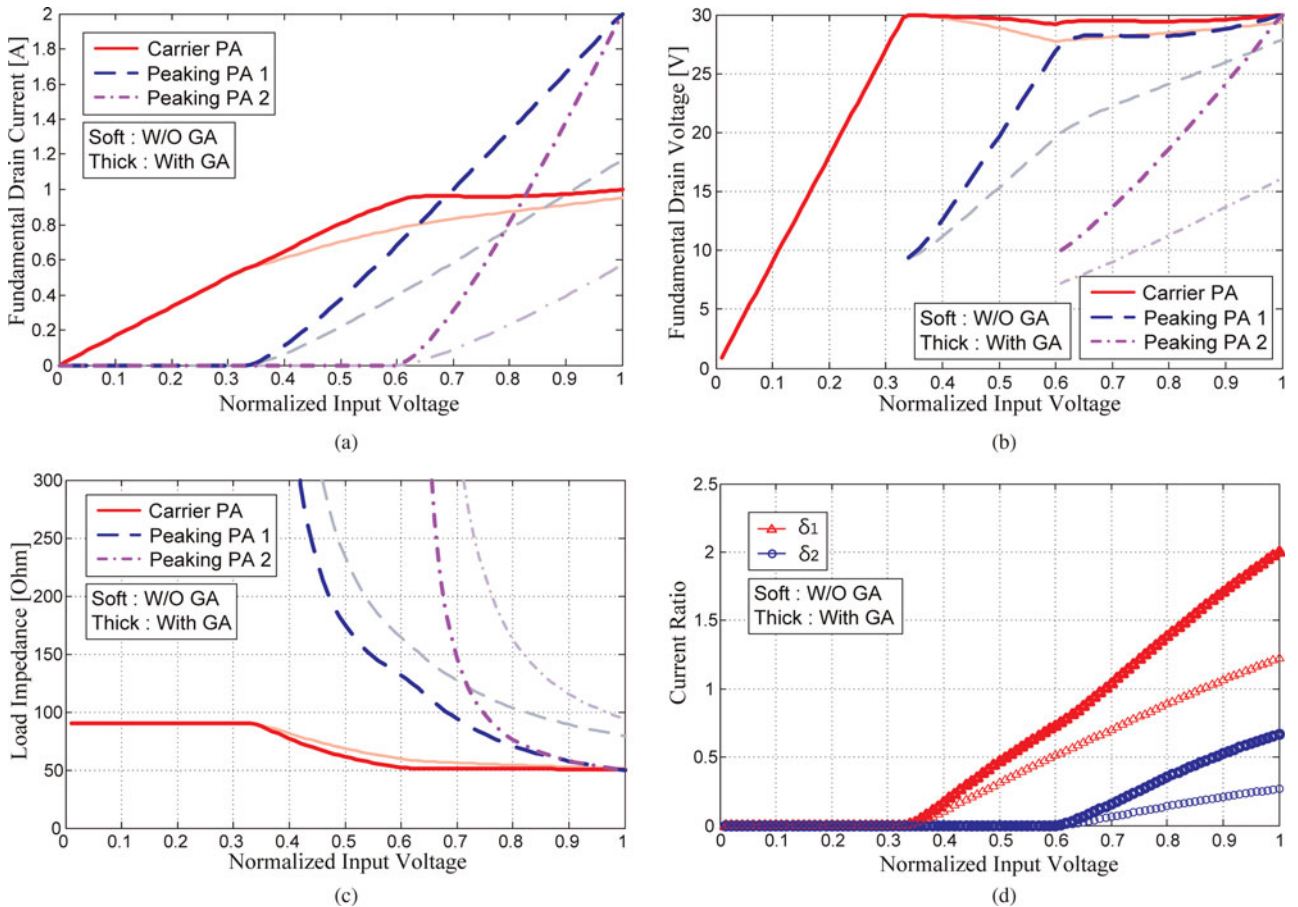 Fundamental Drain Current [A]
2
1.8
1.6
1.4
1.2
1
0.8
0.6
0.4
0.2
0
Carrier PA
Peaking PA 1
Peaking PA 2
Soft : W/O GA
Thick : With GA
0 0.1 0.2 0.3 0.4 0.5 0.6 0.7 0.8 0.9 1
Normalized Input Voltage
(a)
Fundamental Drain Voltage [V]
30
25
20
15
10
5
0
Soft : W/O GA
Thick : With GA
Carrier PA
Peaking PA 1
Peaking PA 2
0 0.1 0.2 0.3 0.4 0.5 0.6 0.7 0.8 0.9 1
Normalized Input Voltage
(b)
Load Impedance [Ohm]
300
250
200
150
100
50
0
Carrier PA
Peaking PA 1
Peaking PA 2
Soft : W/O GA
Thick : With GA
0 0.1 0.2 0.3 0.4 0.5 0.6 0.7 0.8 0.9 1
Normalized Input Voltage
(c)
Current Ratio
2.5
2
1.5
1
0.5
0
δ1
δ2
Soft : W/O GA
Thick : With GA
0 0.1 0.2 0.3 0.4 0.5 0.6 0.7 0.8 0.9 1
Normalized Input Voltage
(d)